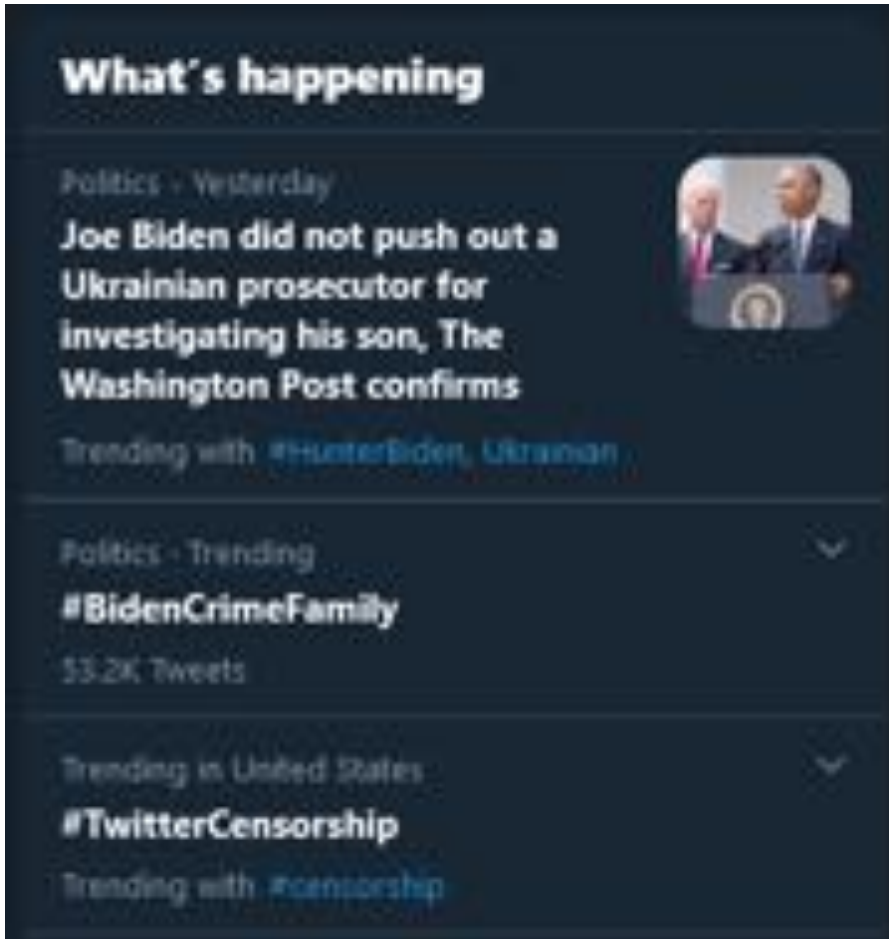 What's happening
Politics · Yesterday
Joe Biden did not push out a
Ukrainian prosecutor for
investigating his son, The
Washington Post confirms
Trending with #HunterBiden, Ukrainian
Politics · Trending
#BidenCrimeFamily
53.2K Tweets
Trending in United States
#TwitterCensorship
Trending with #censorship